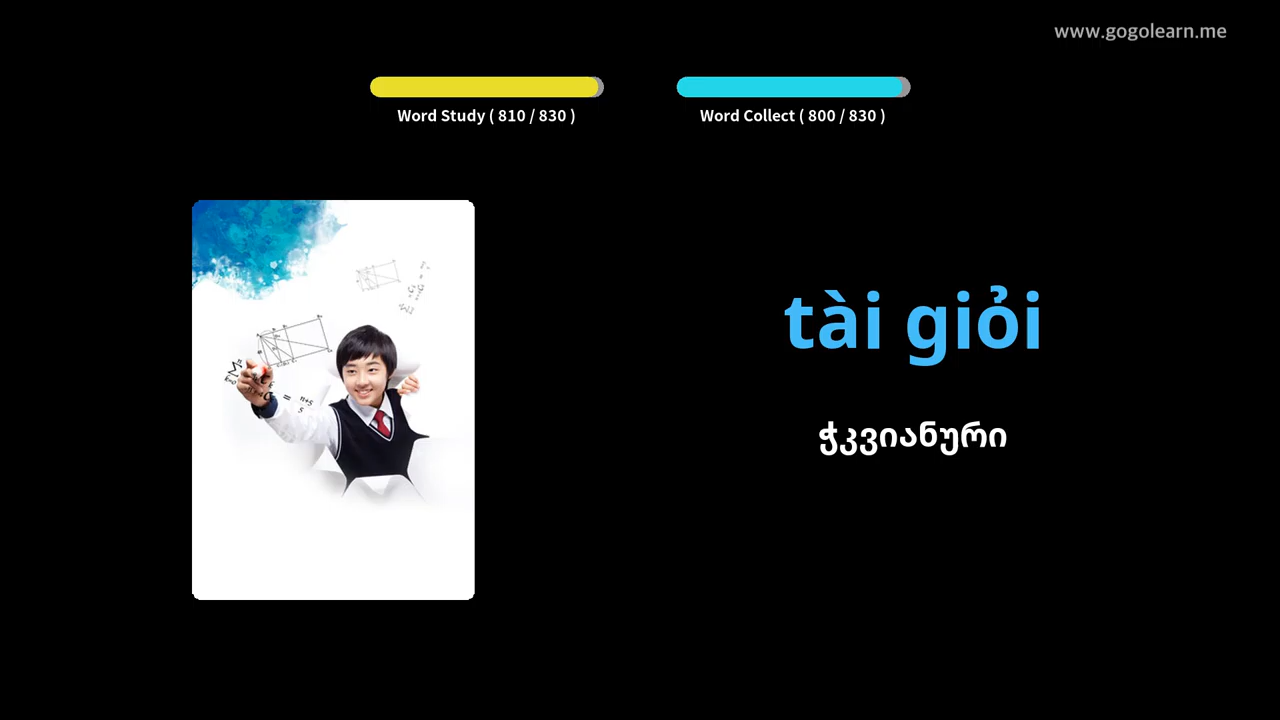 www.gogolearn.me
Word Study ( 810 / 830 )
Word Collect ( 800 / 830 )
tài giỏi
ჭკვიანური